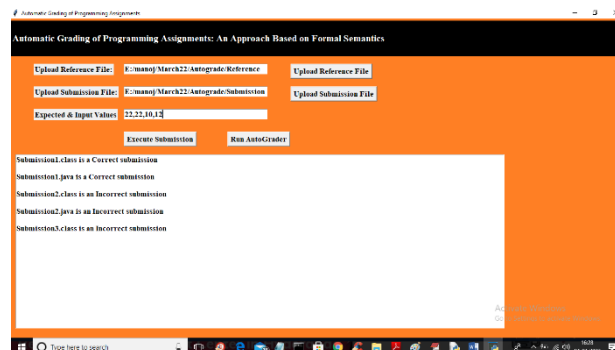 Automatic Grading of Programming Assignments
Automatic Grading of Programming Assignments: An Approach Based on Formal Semantics
Upload Reference File: E:/manoj/March22/Autograde/Reference Upload Reference File
Upload Submission File: E:/manoj/March22/Autograde/Submission Upload Submission File
Expected & Input Values 22,22,10,12
Execute Submission Run AutoGrader
Submission1.class is a Correct submission
Submission1.java is a Correct submission
Submission2.class is an Incorrect submission
Submission2.java is an Incorrect submission
Submission3.class is an Incorrect submission
Type here to search 16:28